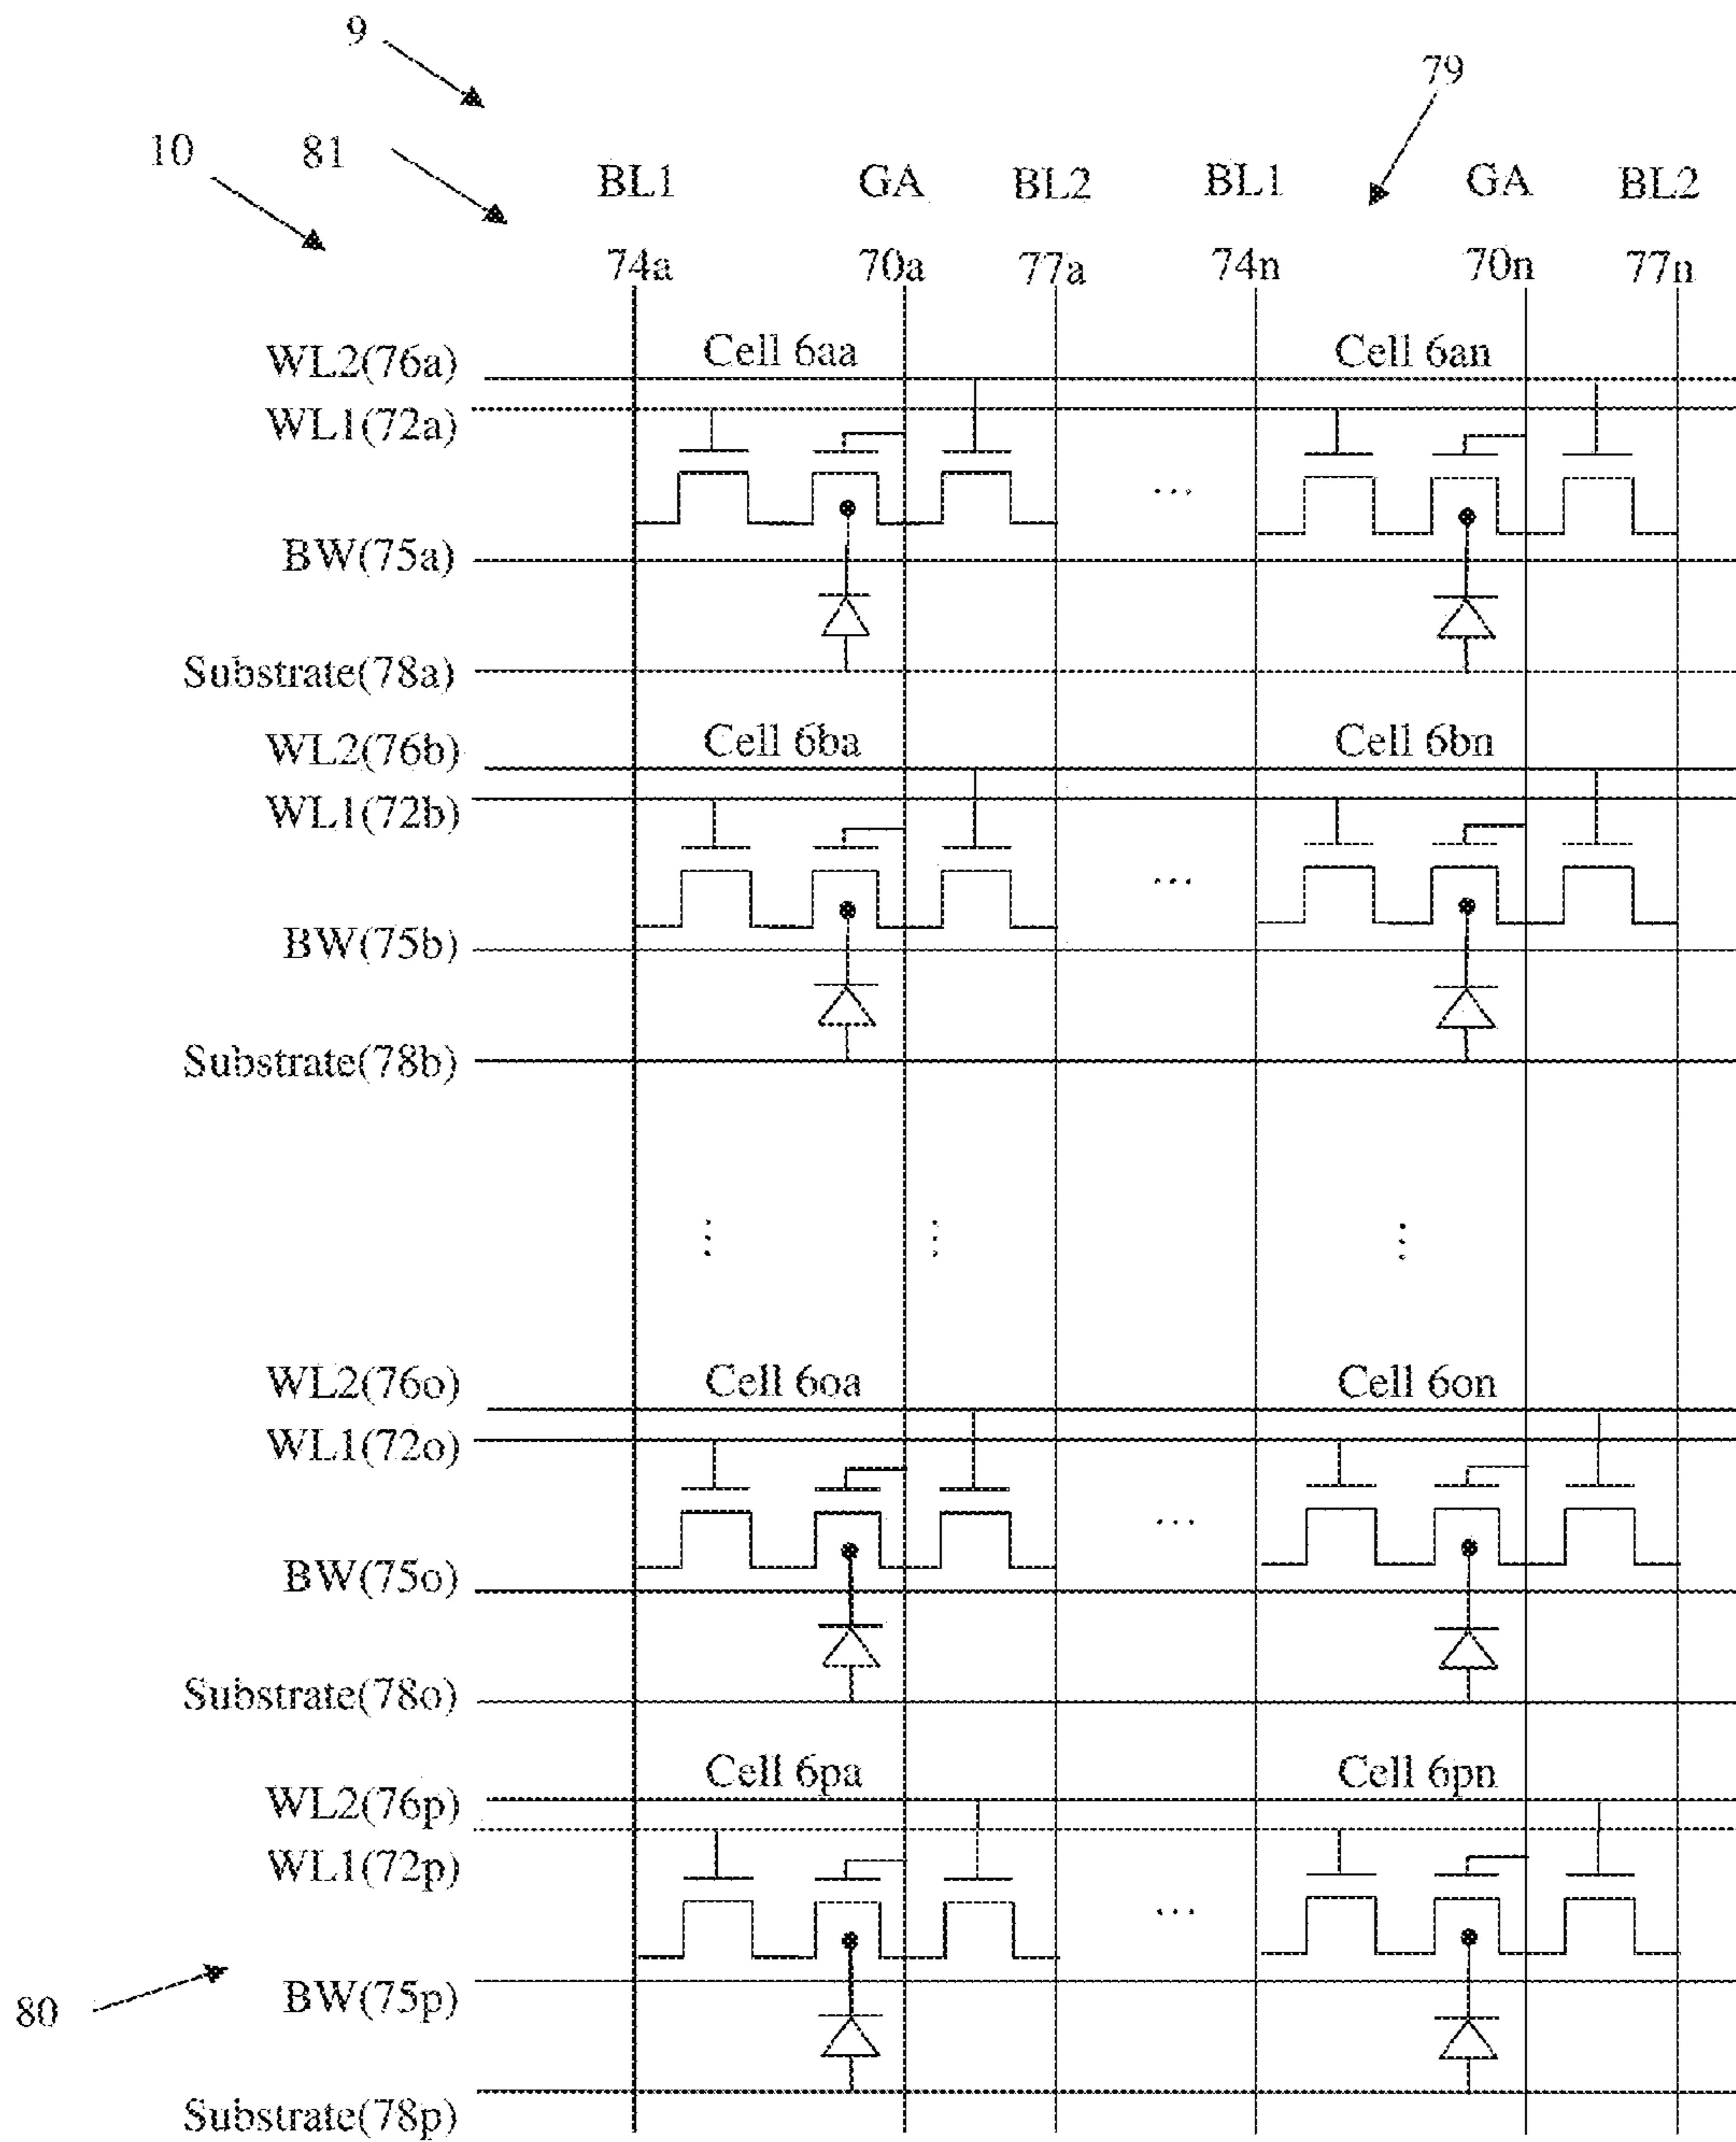 9
79
10 81
BL1 GA BL2 BL1 GA BL2
74a 70a 77a 74n 70n 77n
WL2(76a) Cell 6aa Cell 6an
WL1(72a)
...
BW(75a)
Substrate(78a)
WL2(76b) Cell 6ba Cell 6bn
WL1(72b)
...
BW(75b)
Substrate(78b)
WL2(76o) Cell 6oa Cell 6on
WL1(72o)
...
BW(75o)
Substrate(78o)
WL2(76p) Cell 6pa Cell 6pn
WL1(72p)
...
80 BW(75p)
Substrate(78p)